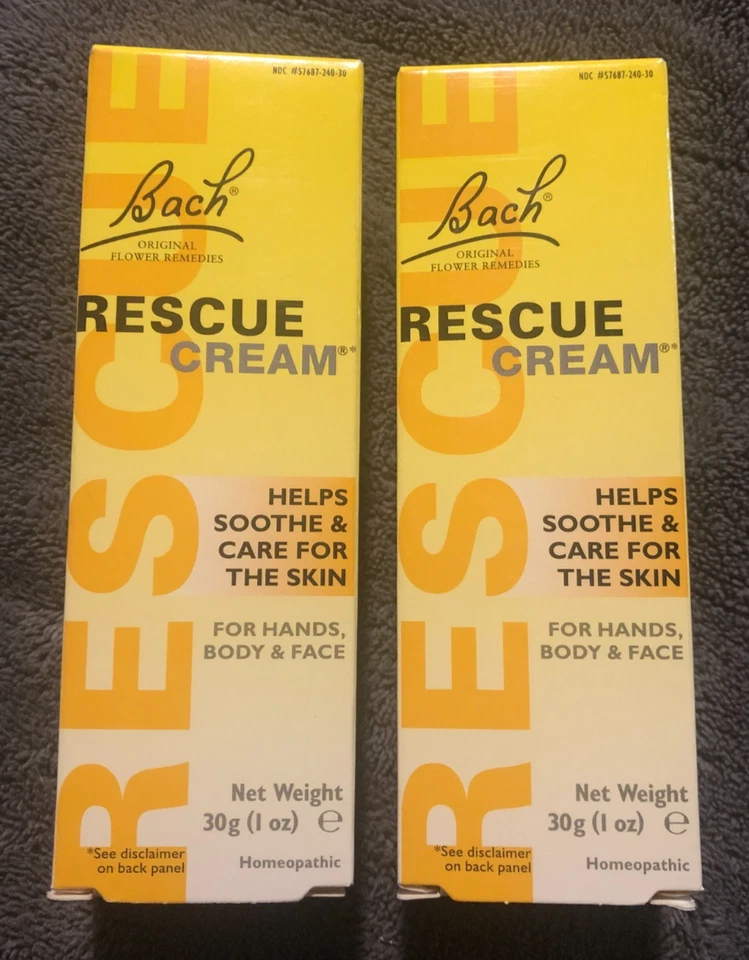 NDC #57687-240-30
Bach®
ORIGINAL
FLOWER REMEDIES
RESCUE
CREAM®*
HELPS
SOOTHE &
CARE FOR
THE SKIN
FOR HANDS,
BODY & FACE
Net Weight
30g (1 oz) ℮
*See disclaimer
on back panel
Homeopathic
RESCUE
NDC #57687-240-30
Bach®
ORIGINAL
FLOWER REMEDIES
RESCUE
CREAM®*
HELPS
SOOTHE &
CARE FOR
THE SKIN
FOR HANDS,
BODY & FACE
Net Weight
30g (1 oz) ℮
*See disclaimer
on back panel
Homeopathic
RESCUE